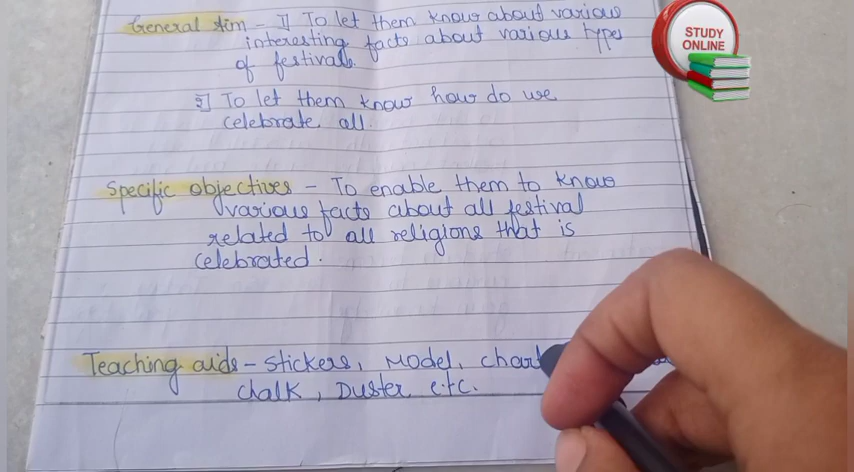 General Aim - 1] To let them know about various
interesting facts about various types
of festivals.
2] To let them know how do we
celebrate all.
Specific objectives - To enable them to know
various facts about all festival
related to all religions that is
celebrated.
Teaching aids - Stickers, Model, chart
chalk, Duster etc.
STUDY
ONLINE